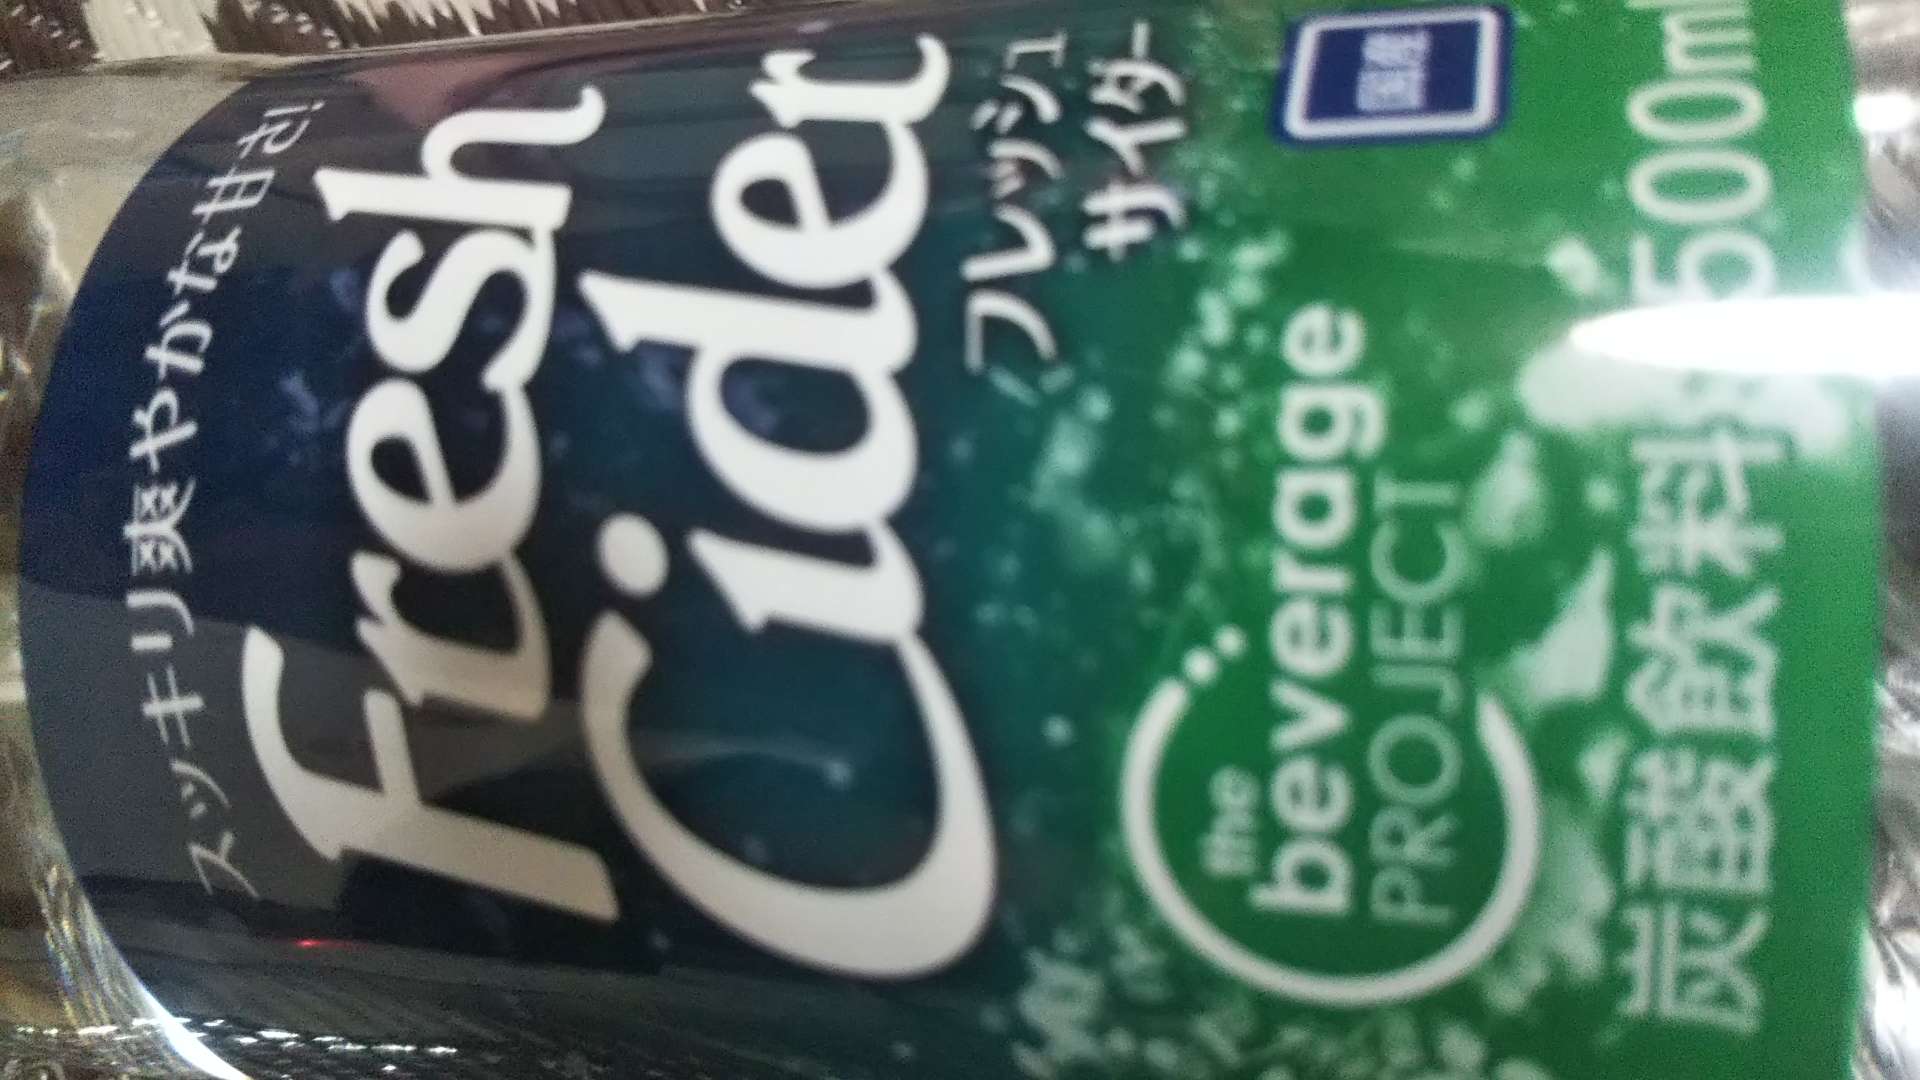 スッキリ爽やかな甘さ!
Fresh
Cider
フレッシュ
サイダー
the
beverage
PROJECT
炭酸飲料 500ml